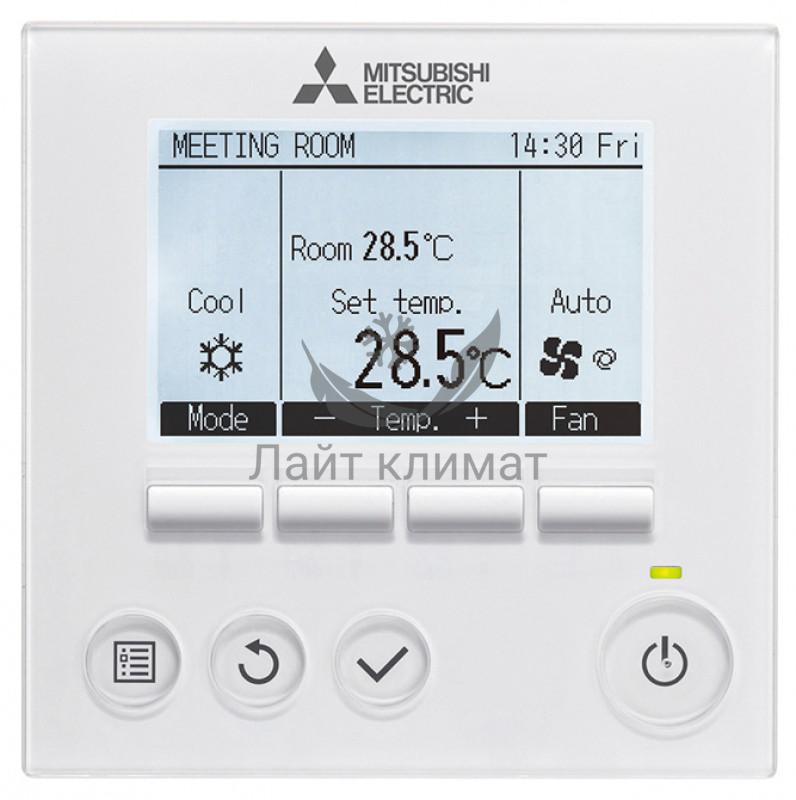 MITSUBISHI
ELECTRIC
MEETING ROOM 14:30 Fri
Room 28.5°C
Cool Set temp. Auto
28.5°C
Mode − Temp. + Fan
Лайт климат